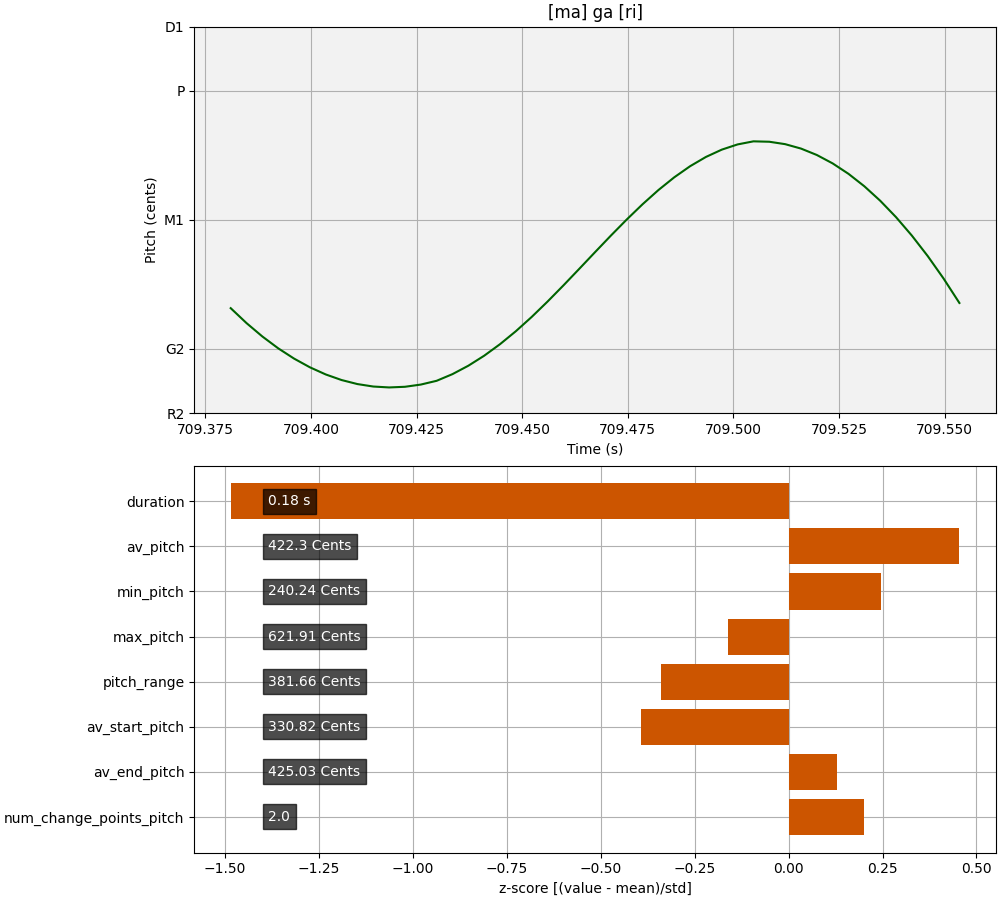 [ma] ga [ri]
D1
P
M1
G2
R2
Pitch (cents)
709.375 709.400 709.425 709.450 709.475 709.500 709.525 709.550
Time (s)
duration 0.18 s
av_pitch 422.3 Cents
min_pitch 240.24 Cents
max_pitch 621.91 Cents
pitch_range 381.66 Cents
av_start_pitch 330.82 Cents
av_end_pitch 425.03 Cents
num_change_points_pitch 2.0
−1.50 −1.25 −1.00 −0.75 −0.50 −0.25 0.00 0.25 0.50
z-score [(value - mean)/std]